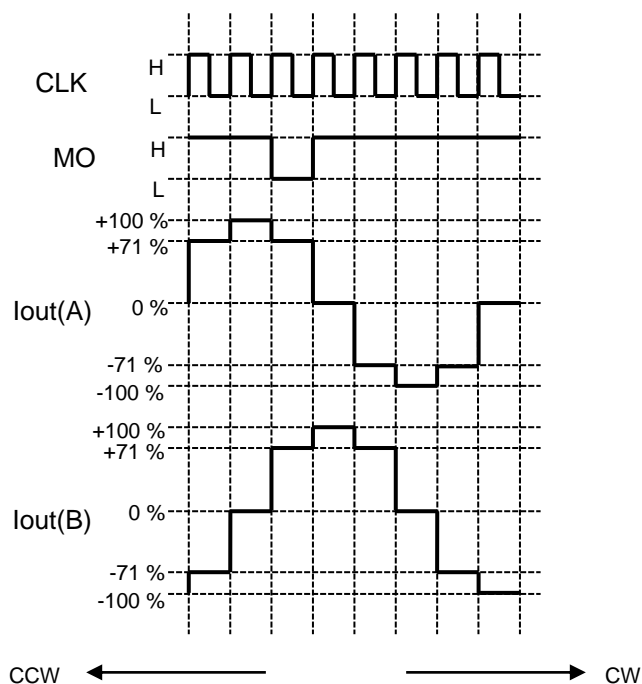 CLK
H
L
MO
H
L
Iout(A)
+100 %
+71 %
0 %
-71 %
-100 %
Iout(B)
+100 %
+71 %
0 %
-71 %
-100 %
CCW
CW